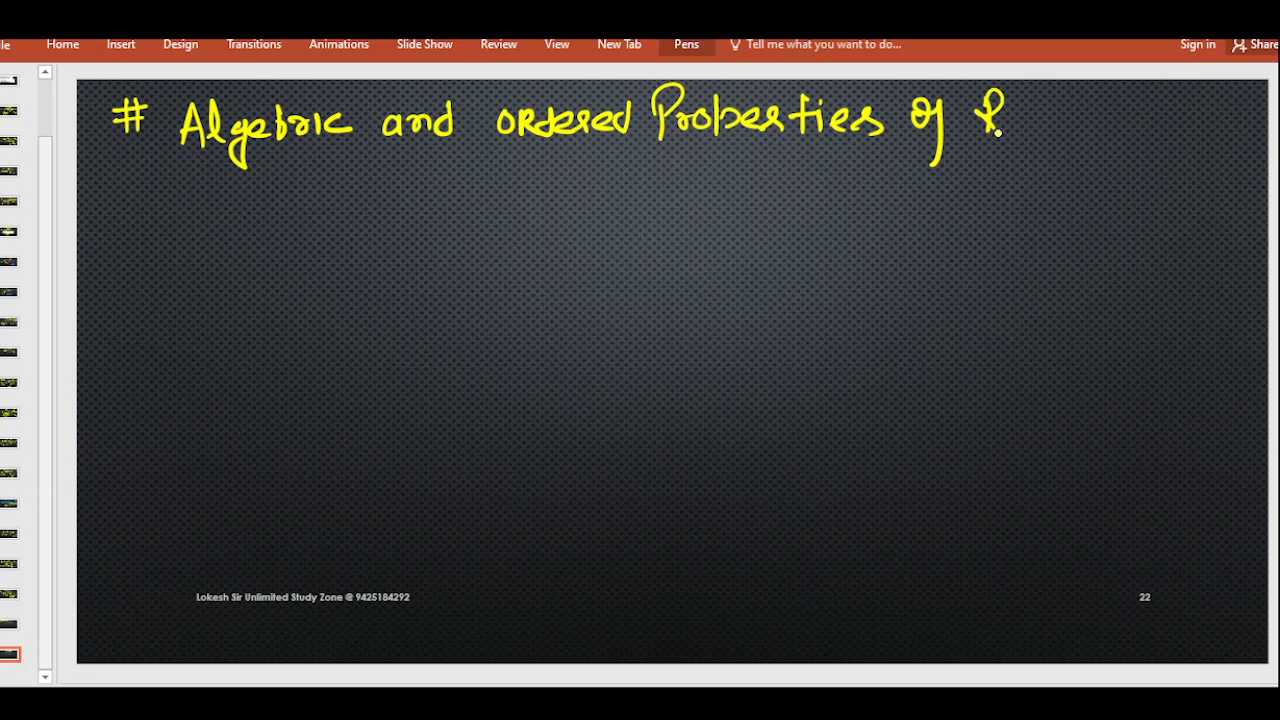 Home Insert Design Transitions Animations Slide Show Review View New Tab Pens Tell me what you want to do... Sign in Share
# Algebric and ordered Properties of R
Lokesh Sir Unlimited Study Zone @ 9425184292
22